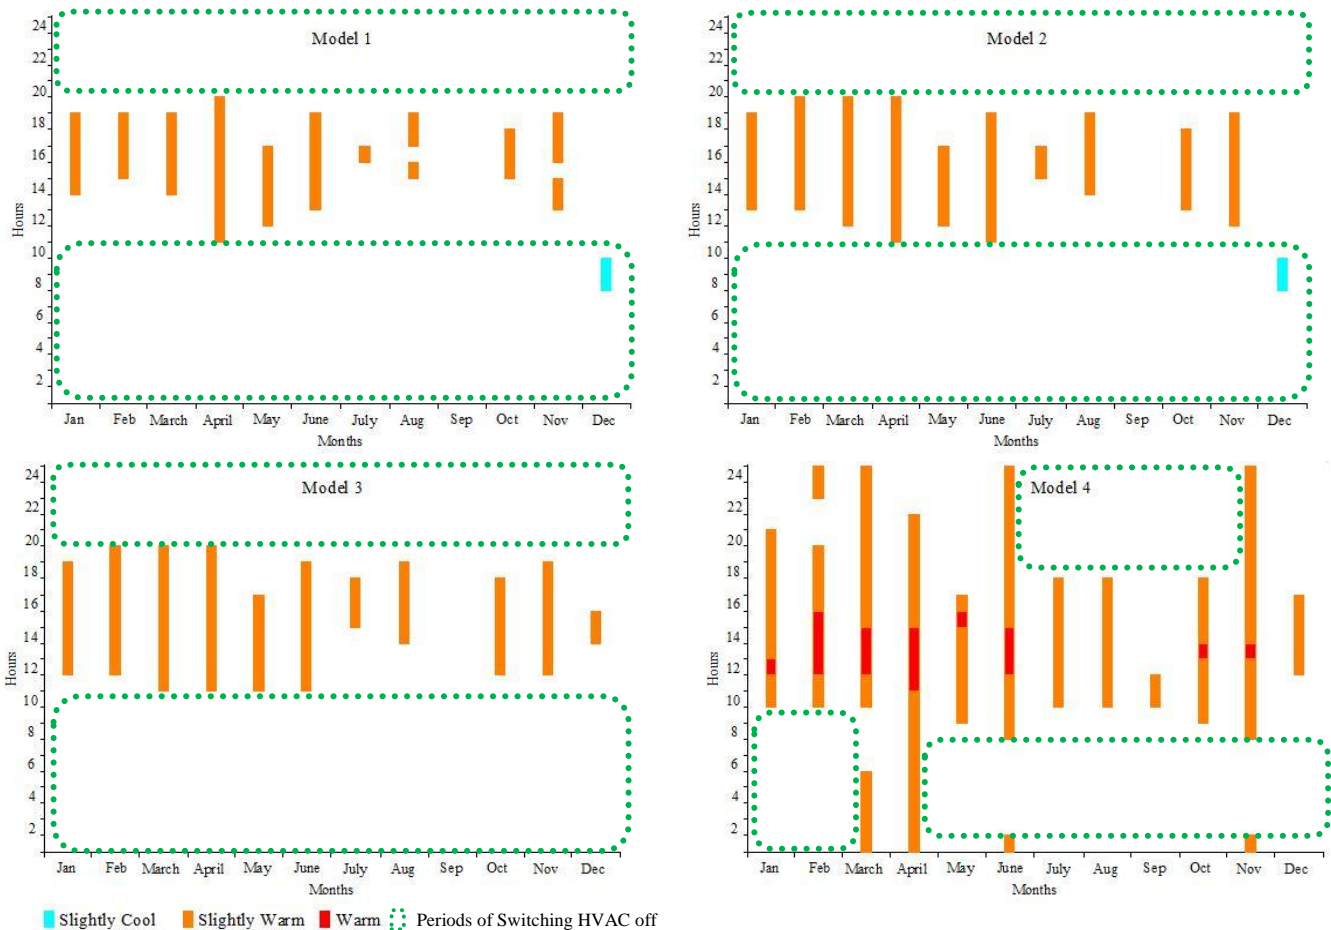 Model 1
24
22
20
18
16
14
12
10
8
6
4
2
Hours
Jan Feb March April May June July Aug Sep Oct Nov Dec
Months
Model 2
24
22
20
18
16
14
12
10
8
6
4
2
Hours
Jan Feb March April May June July Aug Sep Oct Nov Dec
Months
Model 3
24
22
20
18
16
14
12
10
8
6
4
2
Hours
Jan Feb March April May June July Aug Sep Oct Nov Dec
Months
Model 4
24
22
20
18
16
14
12
10
8
6
4
2
Hours
Jan Feb March April May June July Aug Sep Oct Nov Dec
Months
Slightly Cool Slightly Warm Warm Periods of Switching HVAC off